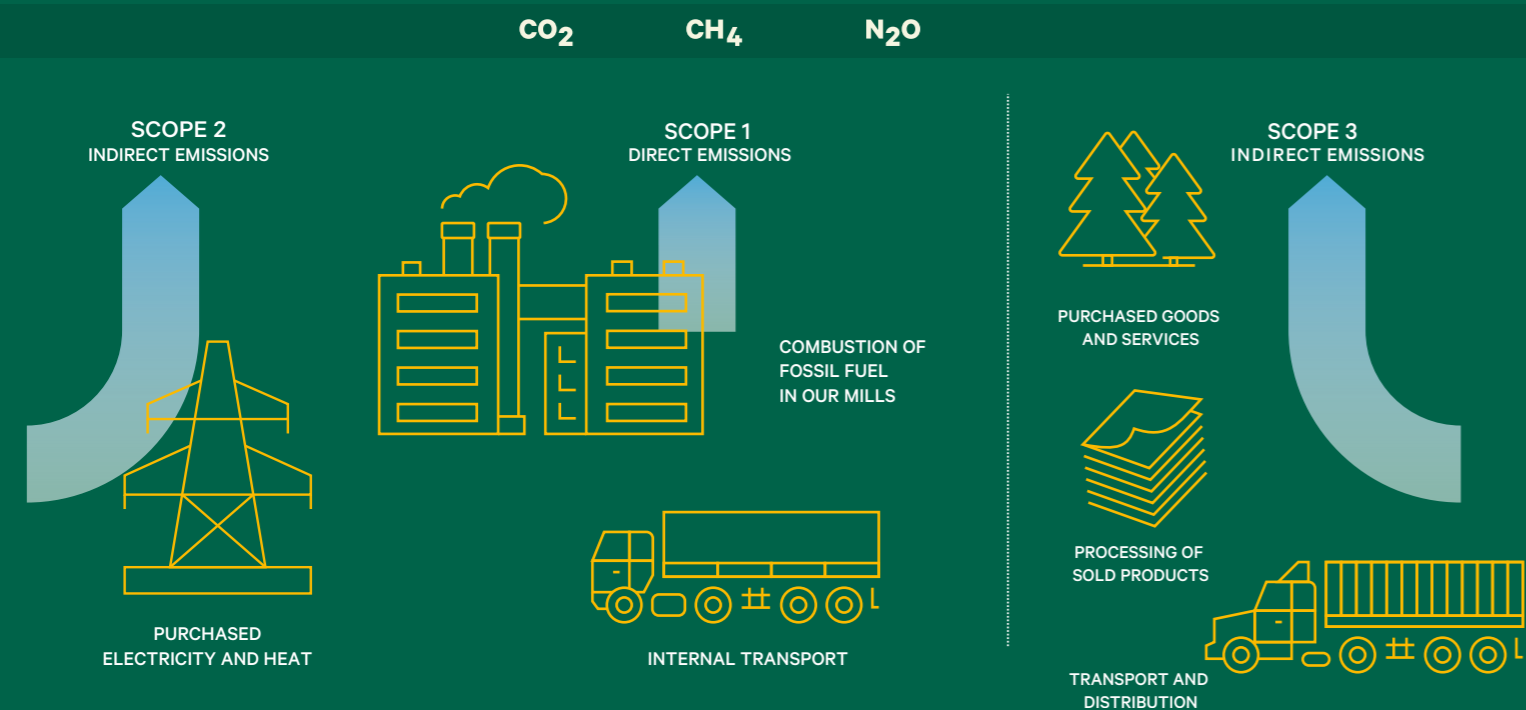 CO2 CH4 N2O
SCOPE 2
INDIRECT EMISSIONS
PURCHASED
ELECTRICITY AND HEAT
SCOPE 1
DIRECT EMISSIONS
COMBUSTION OF
FOSSIL FUEL
IN OUR MILLS
INTERNAL TRANSPORT
SCOPE 3
INDIRECT EMISSIONS
PURCHASED GOODS
AND SERVICES
PROCESSING OF
SOLD PRODUCTS
TRANSPORT AND
DISTRIBUTION